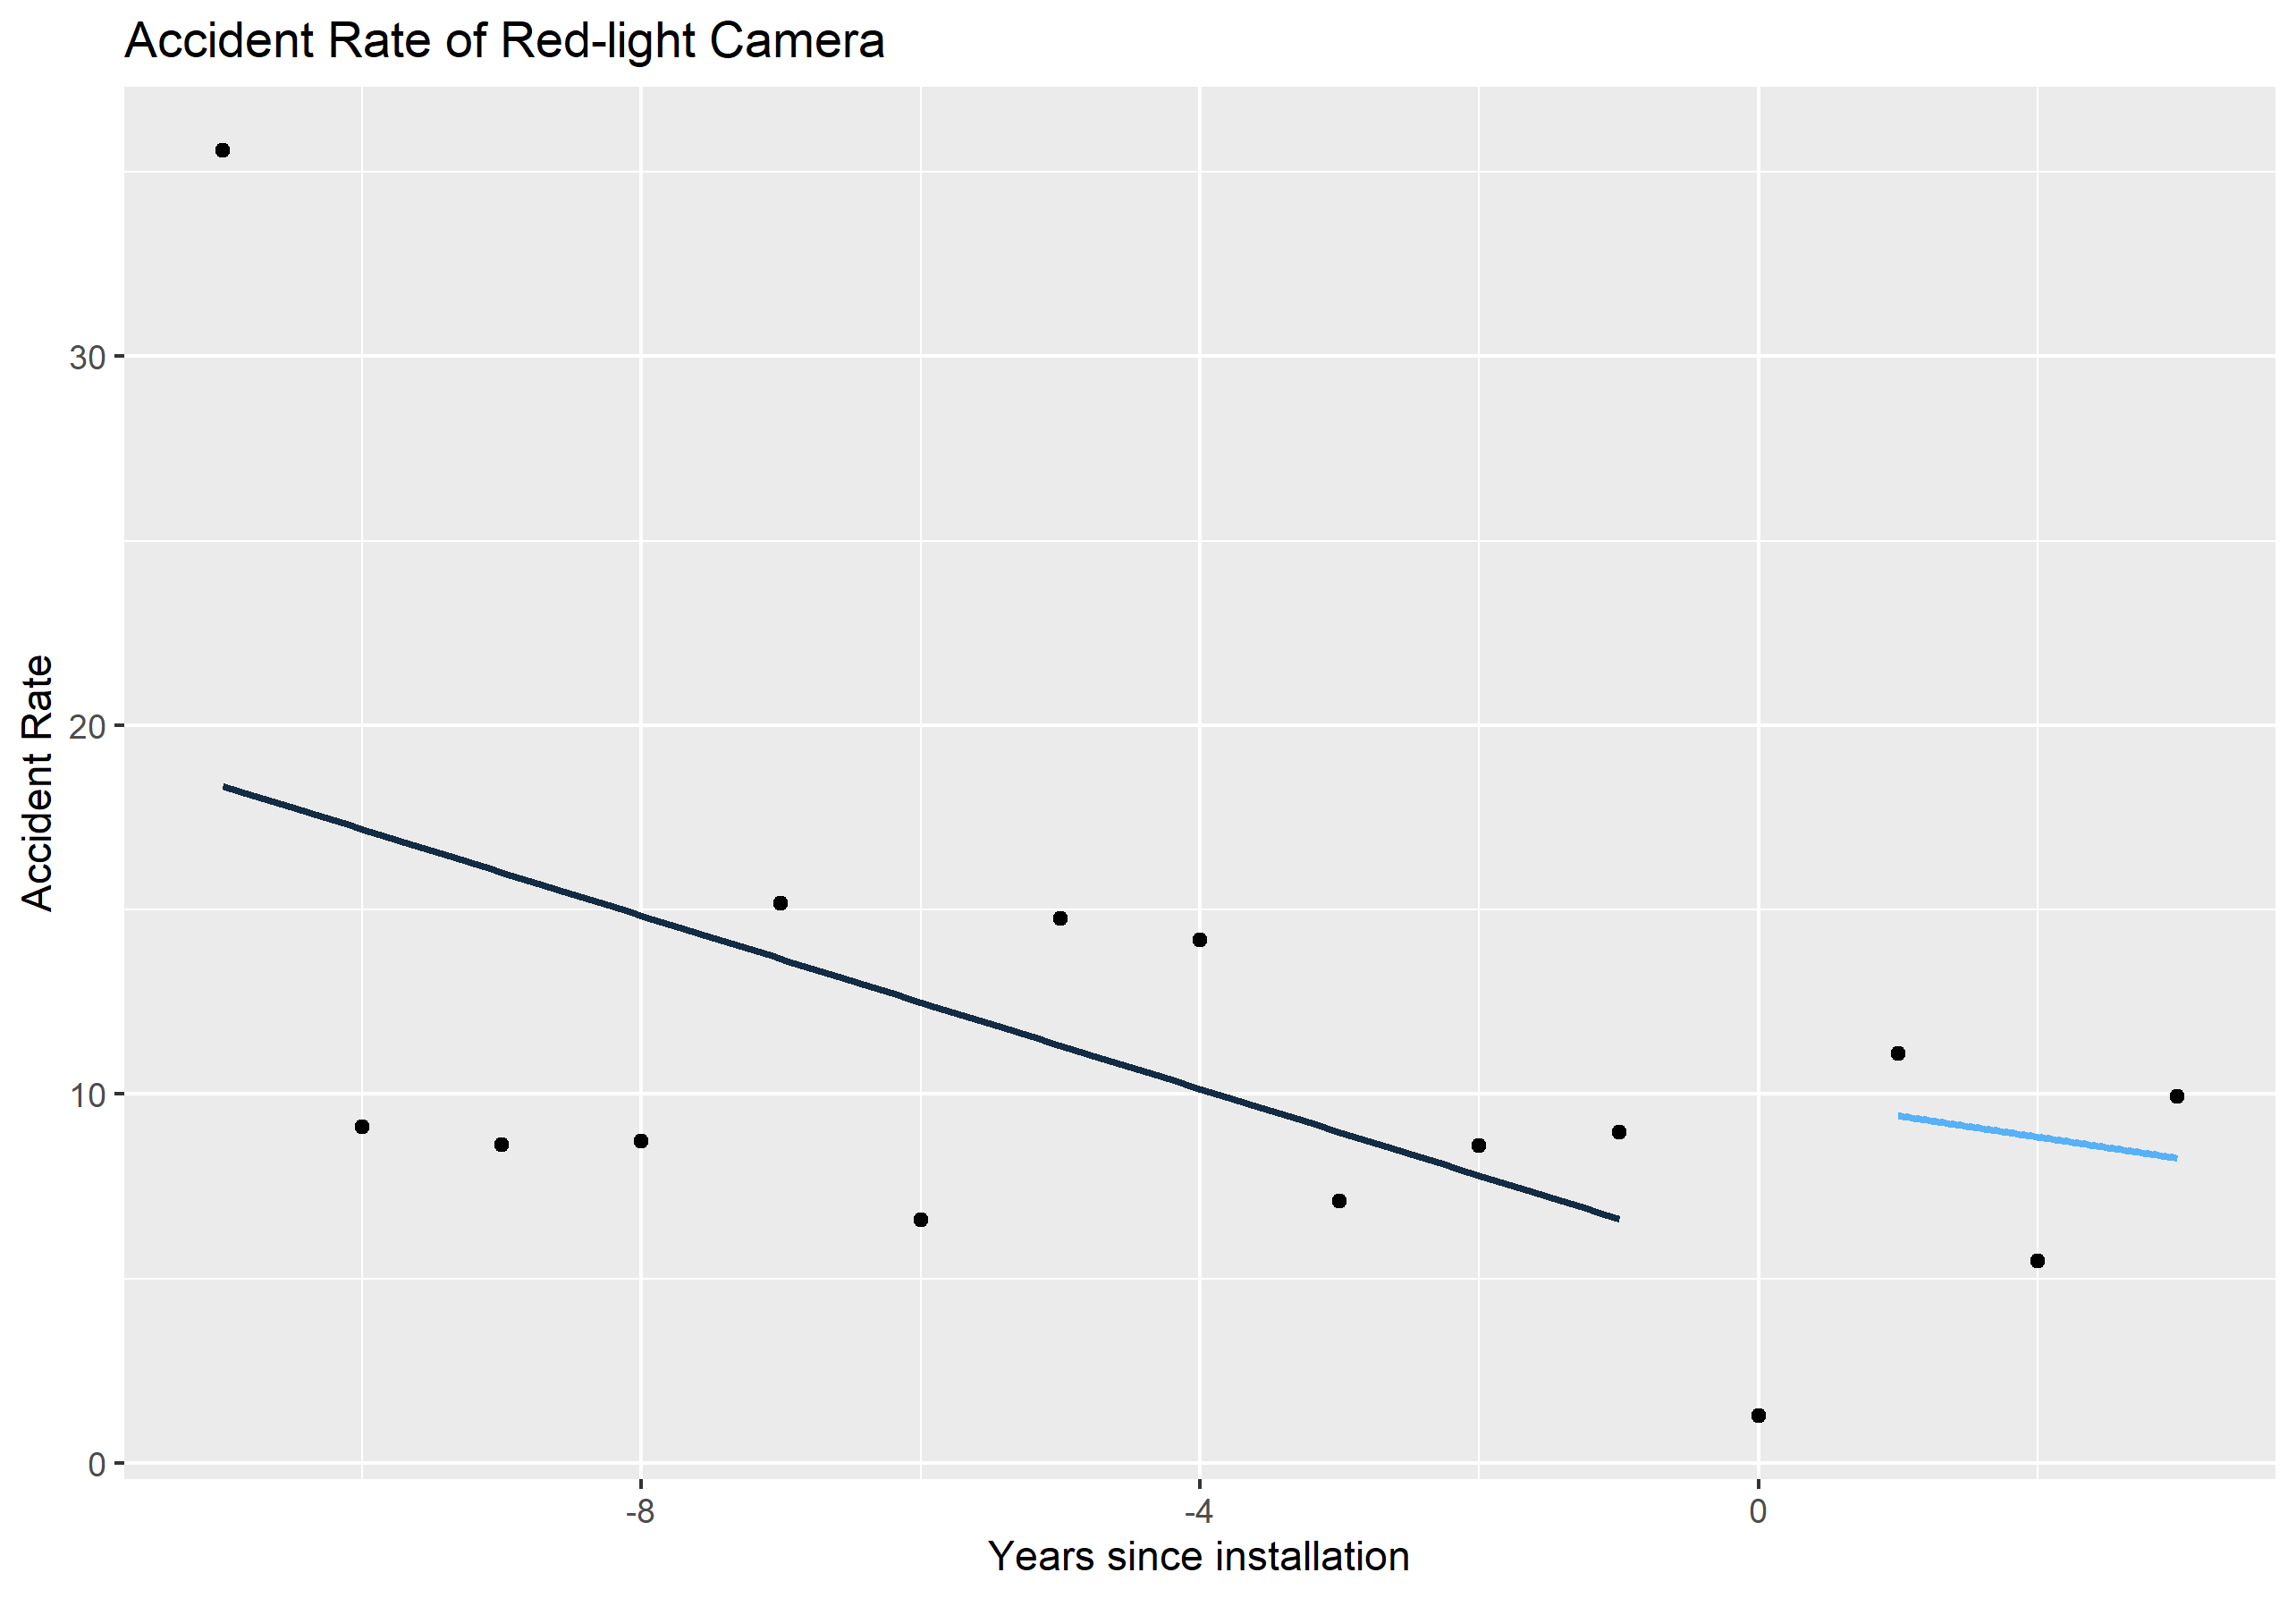 Accident Rate of Red-light Camera
Accident Rate
30
20
10
0
-8
-4
0
Years since installation